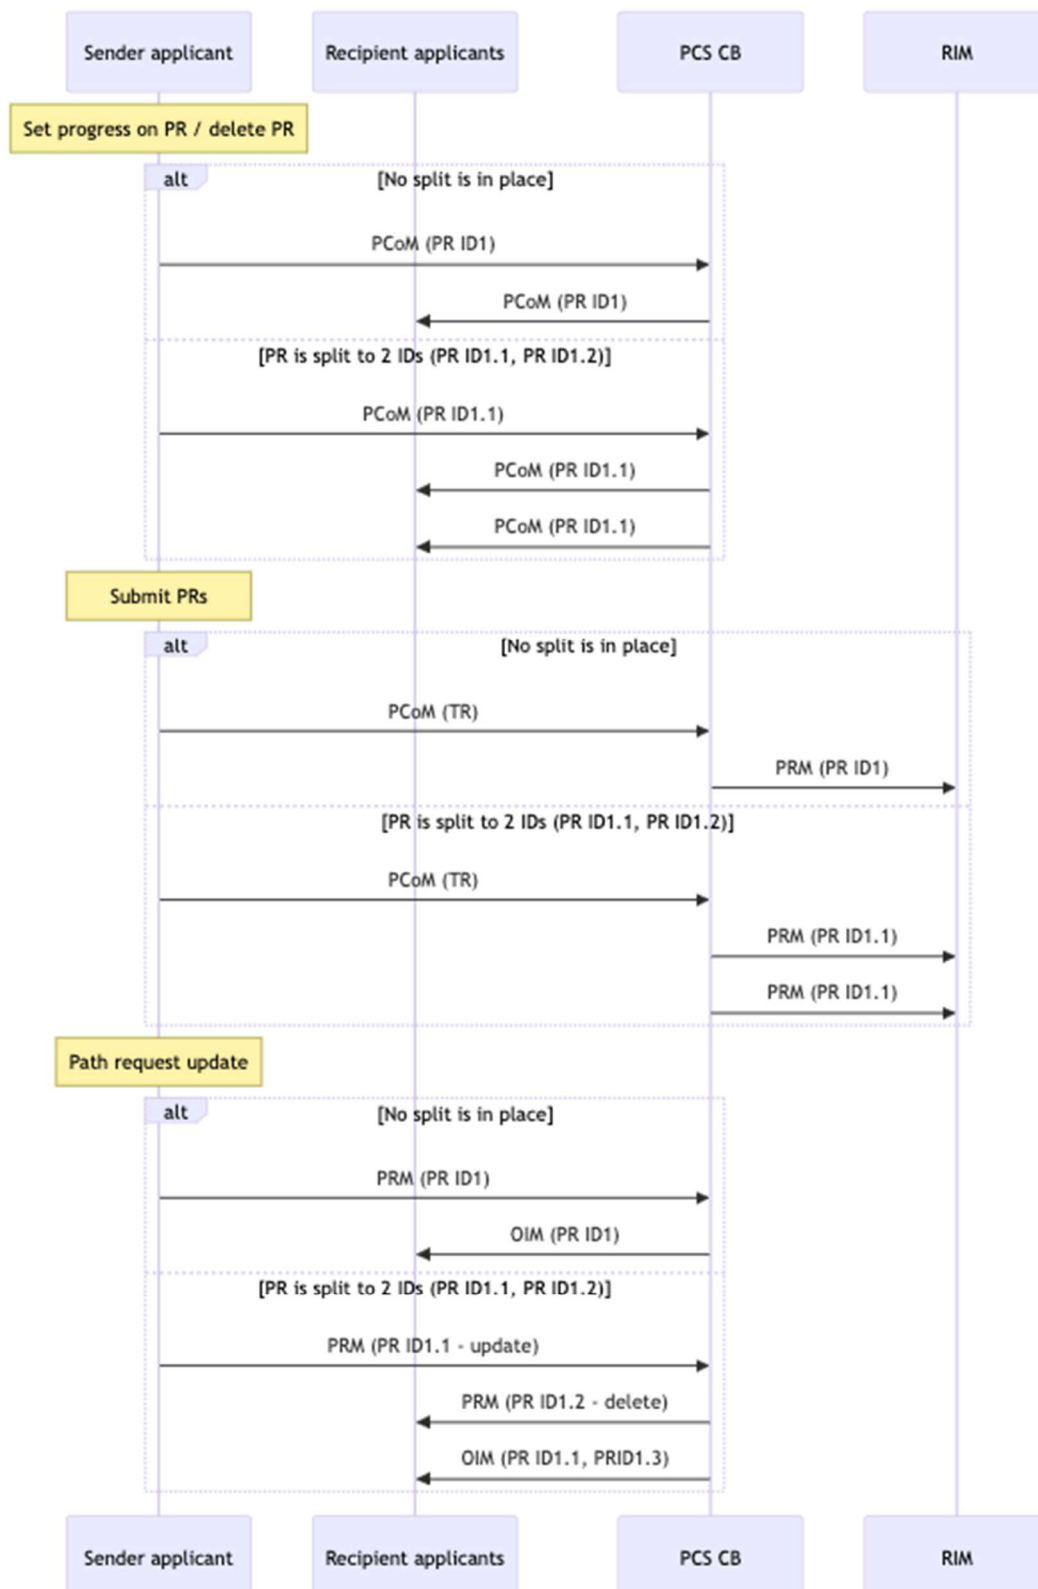 Sender applicant
Recipient applicants
PCS CB
RIM
Set progress on PR / delete PR
alt
[No split is in place]
PCoM (PR ID1)
PCoM (PR ID1)
[PR is split to 2 IDs (PR ID1.1, PR ID1.2)]
PCoM (PR ID1.1)
PCoM (PR ID1.1)
PCoM (PR ID1.1)
Submit PRs
alt
[No split is in place]
PCoM (TR)
PRM (PR ID1)
[PR is split to 2 IDs (PR ID1.1, PR ID1.2)]
PCoM (TR)
PRM (PR ID1.1)
PRM (PR ID1.1)
Path request update
alt
[No split is in place]
PRM (PR ID1)
OIM (PR ID1)
[PR is split to 2 IDs (PR ID1.1, PR ID1.2)]
PRM (PR ID1.1 - update)
PRM (PR ID1.2 - delete)
OIM (PR ID1.1, PRID1.3)
Sender applicant
Recipient applicants
PCS CB
RIM